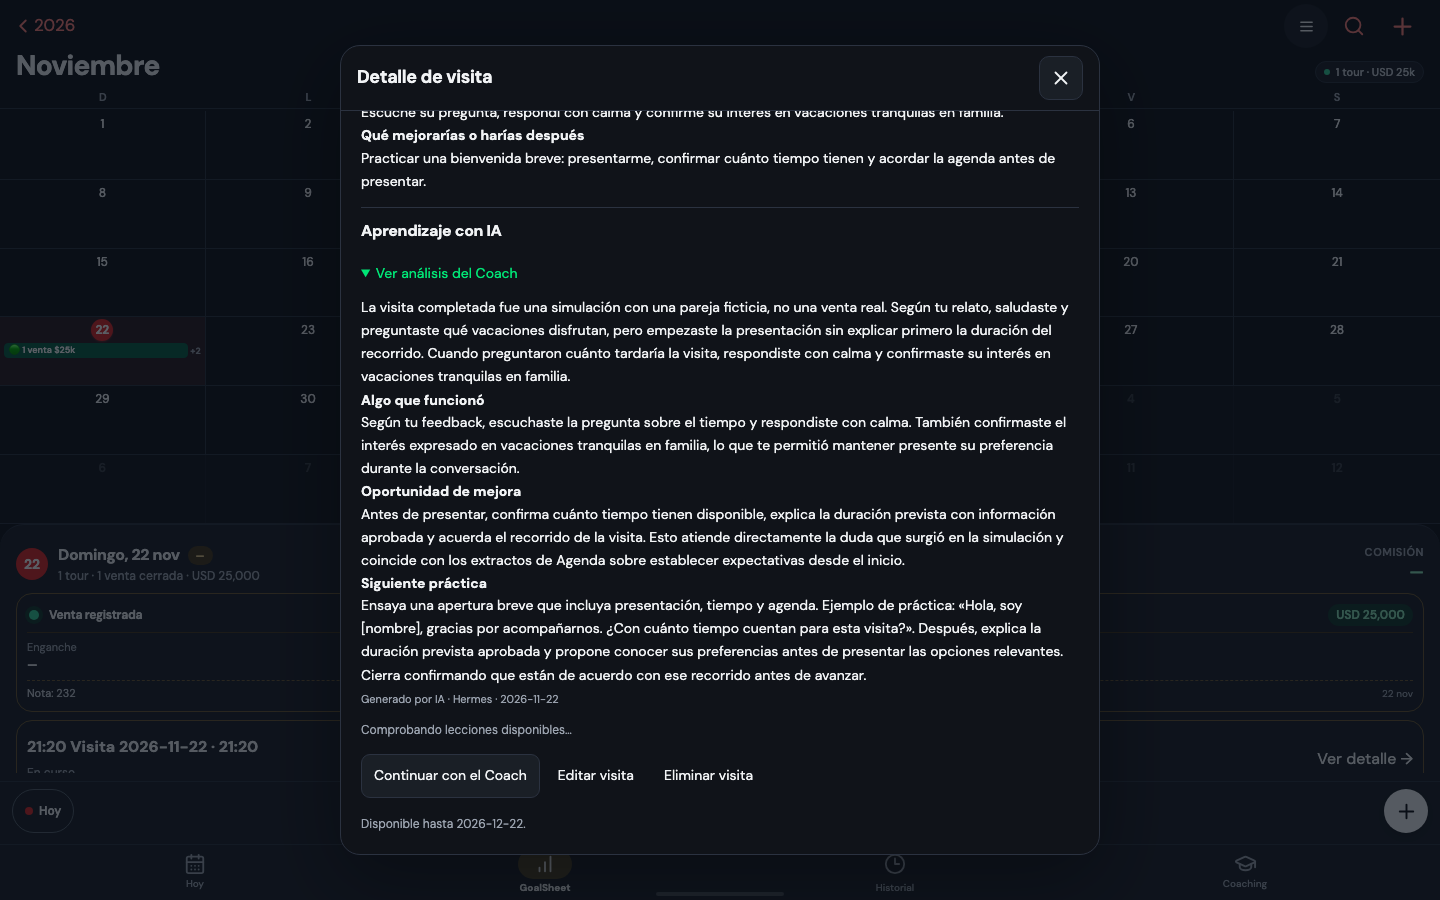 2026
Noviembre
1 tour · USD 25k
D
L
V
S
1
2
6
7
8
9
13
14
15
16
20
21
22
23
27
28
1 venta $25k
+2
29
30
4
5
6
7
11
12
Detalle de visita
Escuché su pregunta, respondí con calma y confirmé su interés en vacaciones tranquilas en familia.
Qué mejorarías o harías después
Practicar una bienvenida breve: presentarme, confirmar cuánto tiempo tienen y acordar la agenda antes de
presentar.
Aprendizaje con IA
▼ Ver análisis del Coach
La visita completada fue una simulación con una pareja ficticia, no una venta real. Según tu relato, saludaste y
preguntaste qué vacaciones disfrutan, pero empezaste la presentación sin explicar primero la duración del
recorrido. Cuando preguntaron cuánto tardaría la visita, respondiste con calma y confirmaste su interés en
vacaciones tranquilas en familia.
Algo que funcionó
Según tu feedback, escuchaste la pregunta sobre el tiempo y respondiste con calma. También confirmaste el
interés expresado en vacaciones tranquilas en familia, lo que te permitió mantener presente su preferencia
durante la conversación.
Oportunidad de mejora
Antes de presentar, confirma cuánto tiempo tienen disponible, explica la duración prevista con información
aprobada y acuerda el recorrido de la visita. Esto atiende directamente la duda que surgió en la simulación y
coincide con los extractos de Agenda sobre establecer expectativas desde el inicio.
Siguiente práctica
Ensaya una apertura breve que incluya presentación, tiempo y agenda. Ejemplo de práctica: «Hola, soy
[nombre], gracias por acompañarnos. ¿Con cuánto tiempo cuentan para esta visita?». Después, explica la
duración prevista aprobada y propone conocer sus preferencias antes de presentar las opciones relevantes.
Cierra confirmando que están de acuerdo con ese recorrido antes de avanzar.
Generado por IA · Hermes · 2026-11-22
Comprobando lecciones disponibles…
Continuar con el Coach
Editar visita
Eliminar visita
Disponible hasta 2026-12-22.
22
Domingo, 22 nov
–
1 tour · 1 venta cerrada · USD 25,000
COMISIÓN
—
Venta registrada
USD 25,000
Enganche
—
Nota: 232
22 nov
21:20 Visita 2026-11-22 · 21:20
En curso
Ver detalle →
Hoy
Hoy
GoalSheet
Historial
Coaching